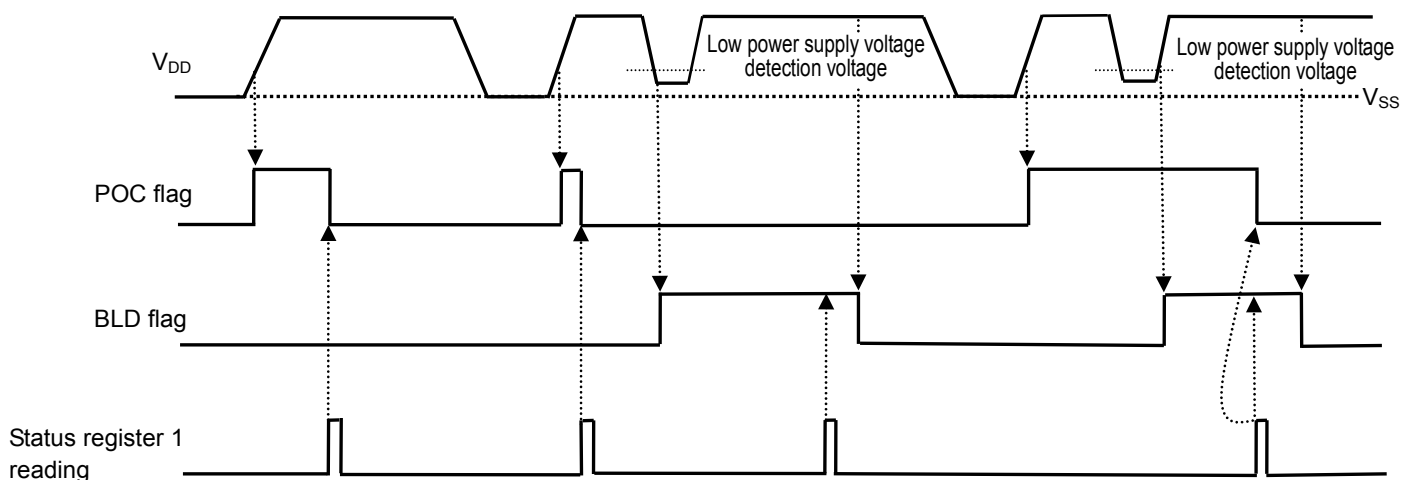 Low power supply voltage
detection voltage
Low power supply voltage
detection voltage
VDD
VSS
POC flag
BLD flag
Status register 1
reading